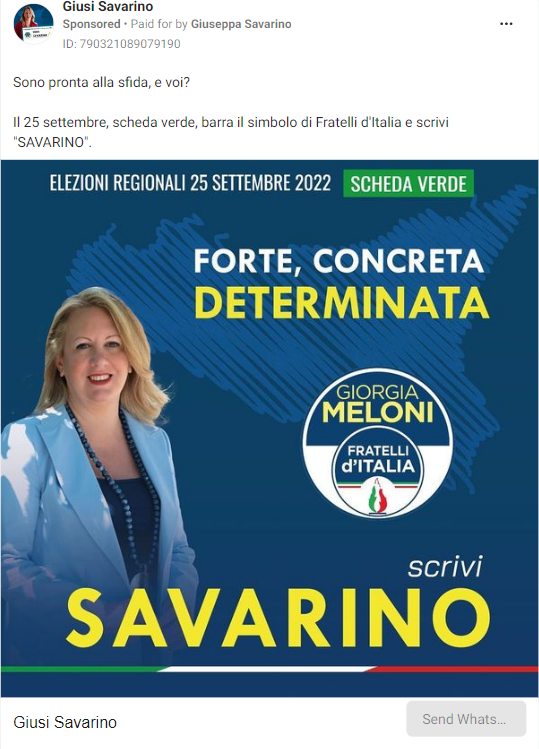 Giusi Savarino
Sponsored • Paid for by Giuseppa Savarino
ID: 790321089079190
Sono pronta alla sfida, e voi?
Il 25 settembre, scheda verde, barra il simbolo di Fratelli d'Italia e scrivi
"SAVARINO".
ELEZIONI REGIONALI 25 SETTEMBRE 2022 SCHEDA VERDE
FORTE, CONCRETA
DETERMINATA
GIORGIA
MELONI
FRATELLI
d'ITALIA
scrivi
SAVARINO
Giusi Savarino
Send Whats...